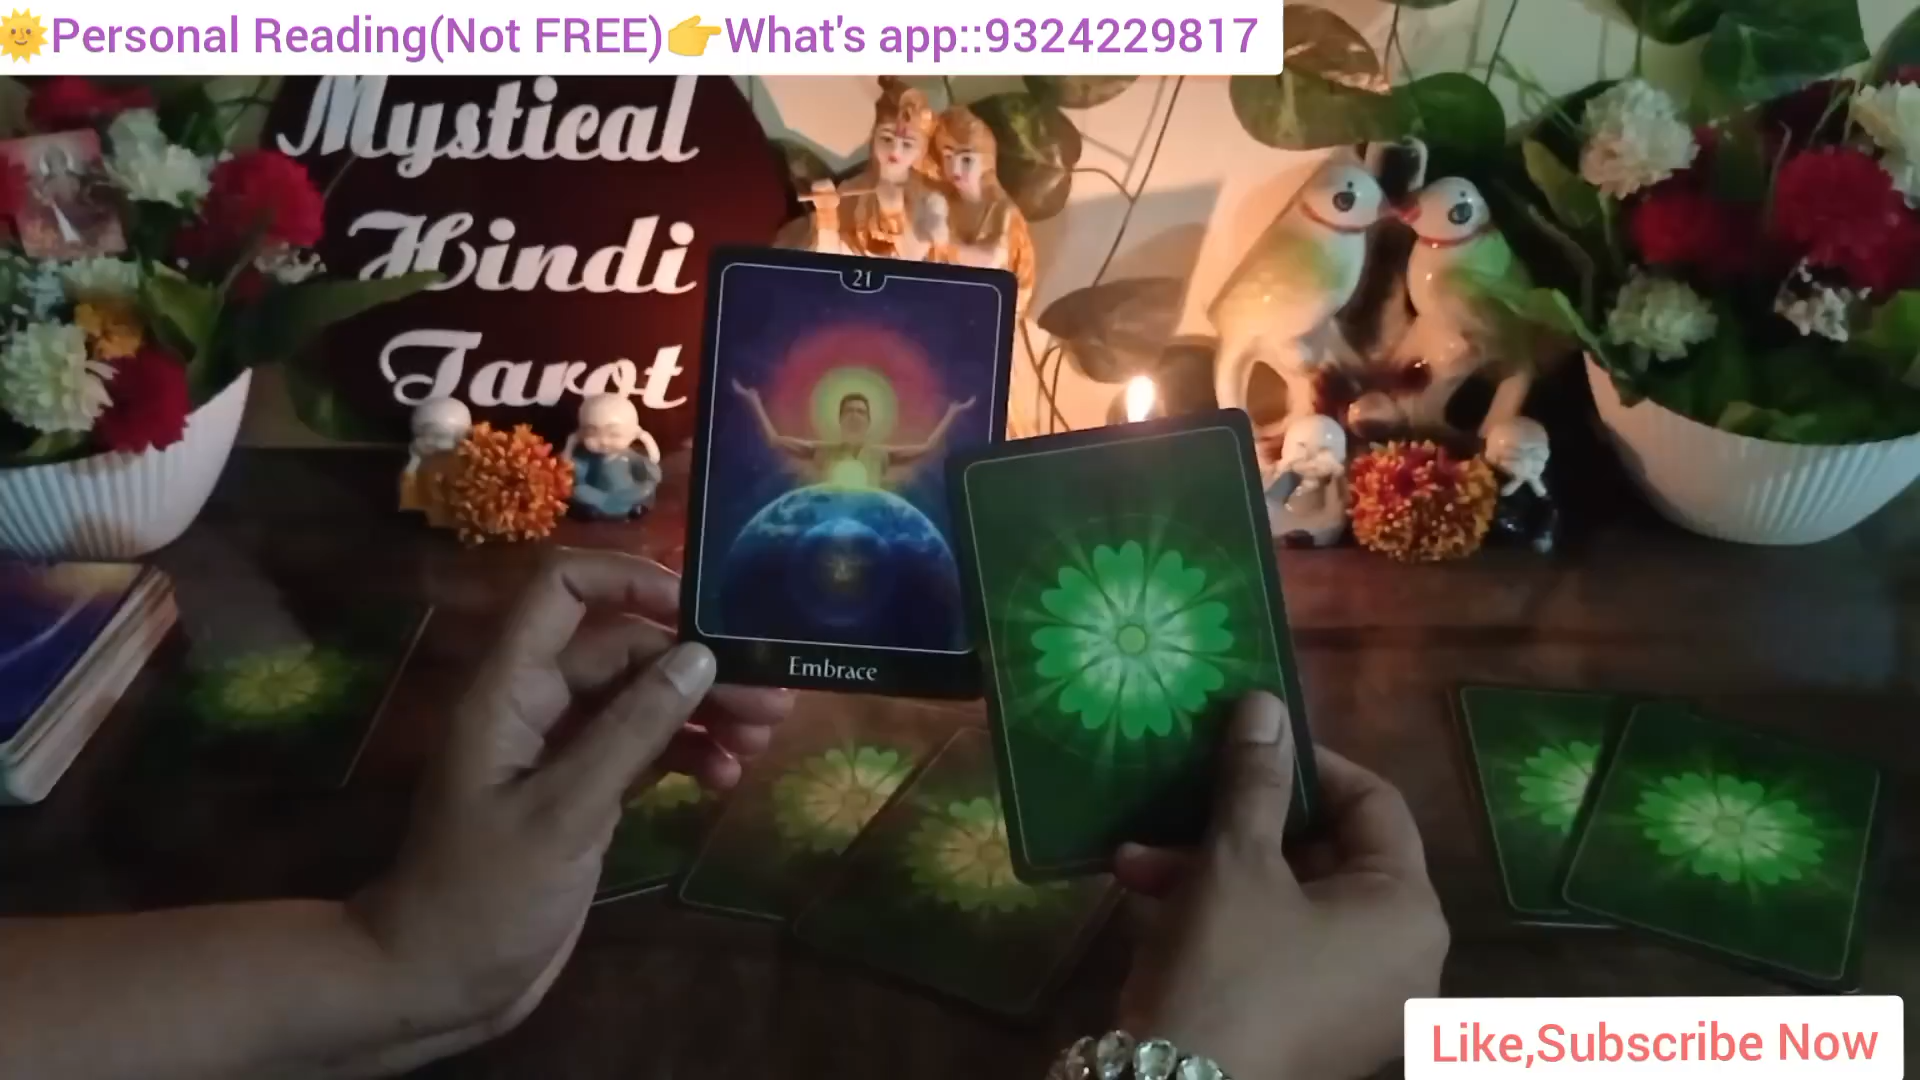 🌞Personal Reading(Not FREE)👉What's app::9324229817
Mystical
Hindi
Tarot
21
Embrace
Like,Subscribe Now